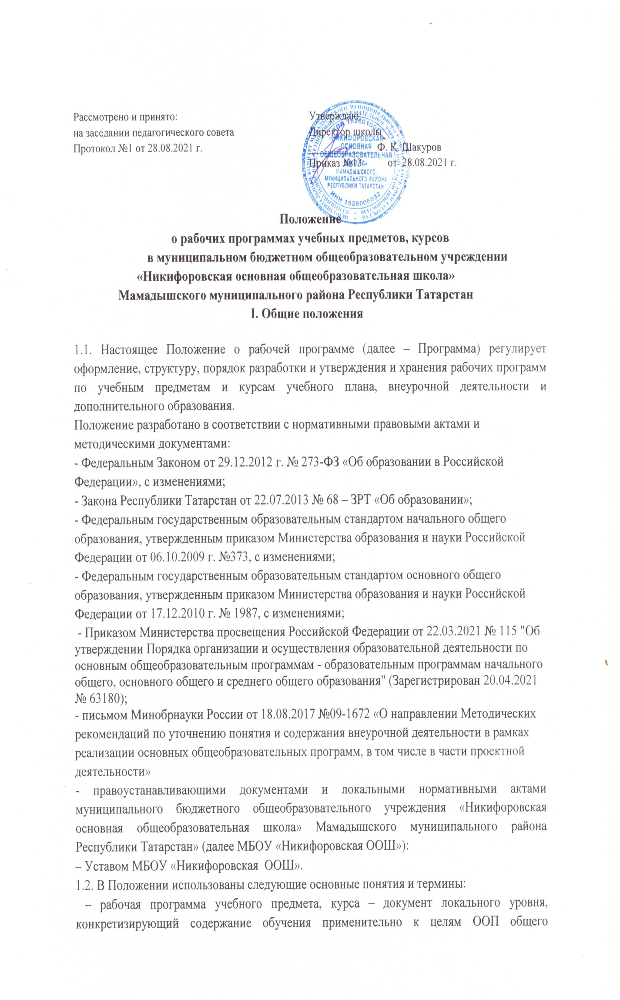 Рассмотрено и принято:
на заседании педагогического совета
Протокол №1 от 28.08.2021 г.
Утверждаю:
Директор школы
Ф. К. Шакуров
Приказ №13 от 28.08.2021 г.
КПП 162601001
«НИКИФОРОВСКАЯ
ОСНОВНАЯ
ОБЩЕОБРАЗОВАТЕЛЬНАЯ
ШКОЛА»
МАМАДЫШСКОГО
МУНИЦИПАЛЬНОГО РАЙОНА
РЕСПУБЛИКИ ТАТАРСТАН
ИНН 1626006032
Положение
о рабочих программах учебных предметов, курсов
в муниципальном бюджетном общеобразовательном учреждении
«Никифоровская основная общеобразовательная школа»
Мамадышского муниципального района Республики Татарстан
I. Общие положения
1.1. Настоящее Положение о рабочей программе (далее – Программа) регулирует
оформление, структуру, порядок разработки и утверждения и хранения рабочих программ
по учебным предметам и курсам учебного плана, внеурочной деятельности и
дополнительного образования.
Положение разработано в соответствии с нормативными правовыми актами и
методическими документами:
- Федеральным Законом от 29.12.2012 г. № 273-ФЗ «Об образовании в Российской
Федерации», с изменениями;
- Закона Республики Татарстан от 22.07.2013 № 68 – ЗРТ «Об образовании»;
- Федеральным государственным образовательным стандартом начального общего
образования, утвержденным приказом Министерства образования и науки Российской
Федерации от 06.10.2009 г. №373, с изменениями;
- Федеральным государственным образовательным стандартом основного общего
образования, утвержденным приказом Министерства образования и науки Российской
Федерации от 17.12.2010 г. № 1987, с изменениями;
- Приказом Министерства просвещения Российской Федерации от 22.03.2021 № 115 "Об
утверждении Порядка организации и осуществления образовательной деятельности по
основным общеобразовательным программам - образовательным программам начального
общего, основного общего и среднего общего образования" (Зарегистрирован 20.04.2021
№ 63180);
- письмом Минобрнауки России от 18.08.2017 №09-1672 «О направлении Методических
рекомендаций по уточнению понятия и содержания внеурочной деятельности в рамках
реализации основных общеобразовательных программ, в том числе в части проектной
деятельности»
- правоустанавливающими документами и локальными нормативными актами
муниципального бюджетного общеобразовательного учреждения «Никифоровская
основная общеобразовательная школа» Мамадышского муниципального района
Республики Татарстан» (далее МБОУ «Никифоровская ООШ»):
– Уставом МБОУ «Никифоровская ООШ».
1.2. В Положении использованы следующие основные понятия и термины:
– рабочая программа учебного предмета, курса – документ локального уровня,
конкретизирующий содержание обучения применительно к целям ООП общего